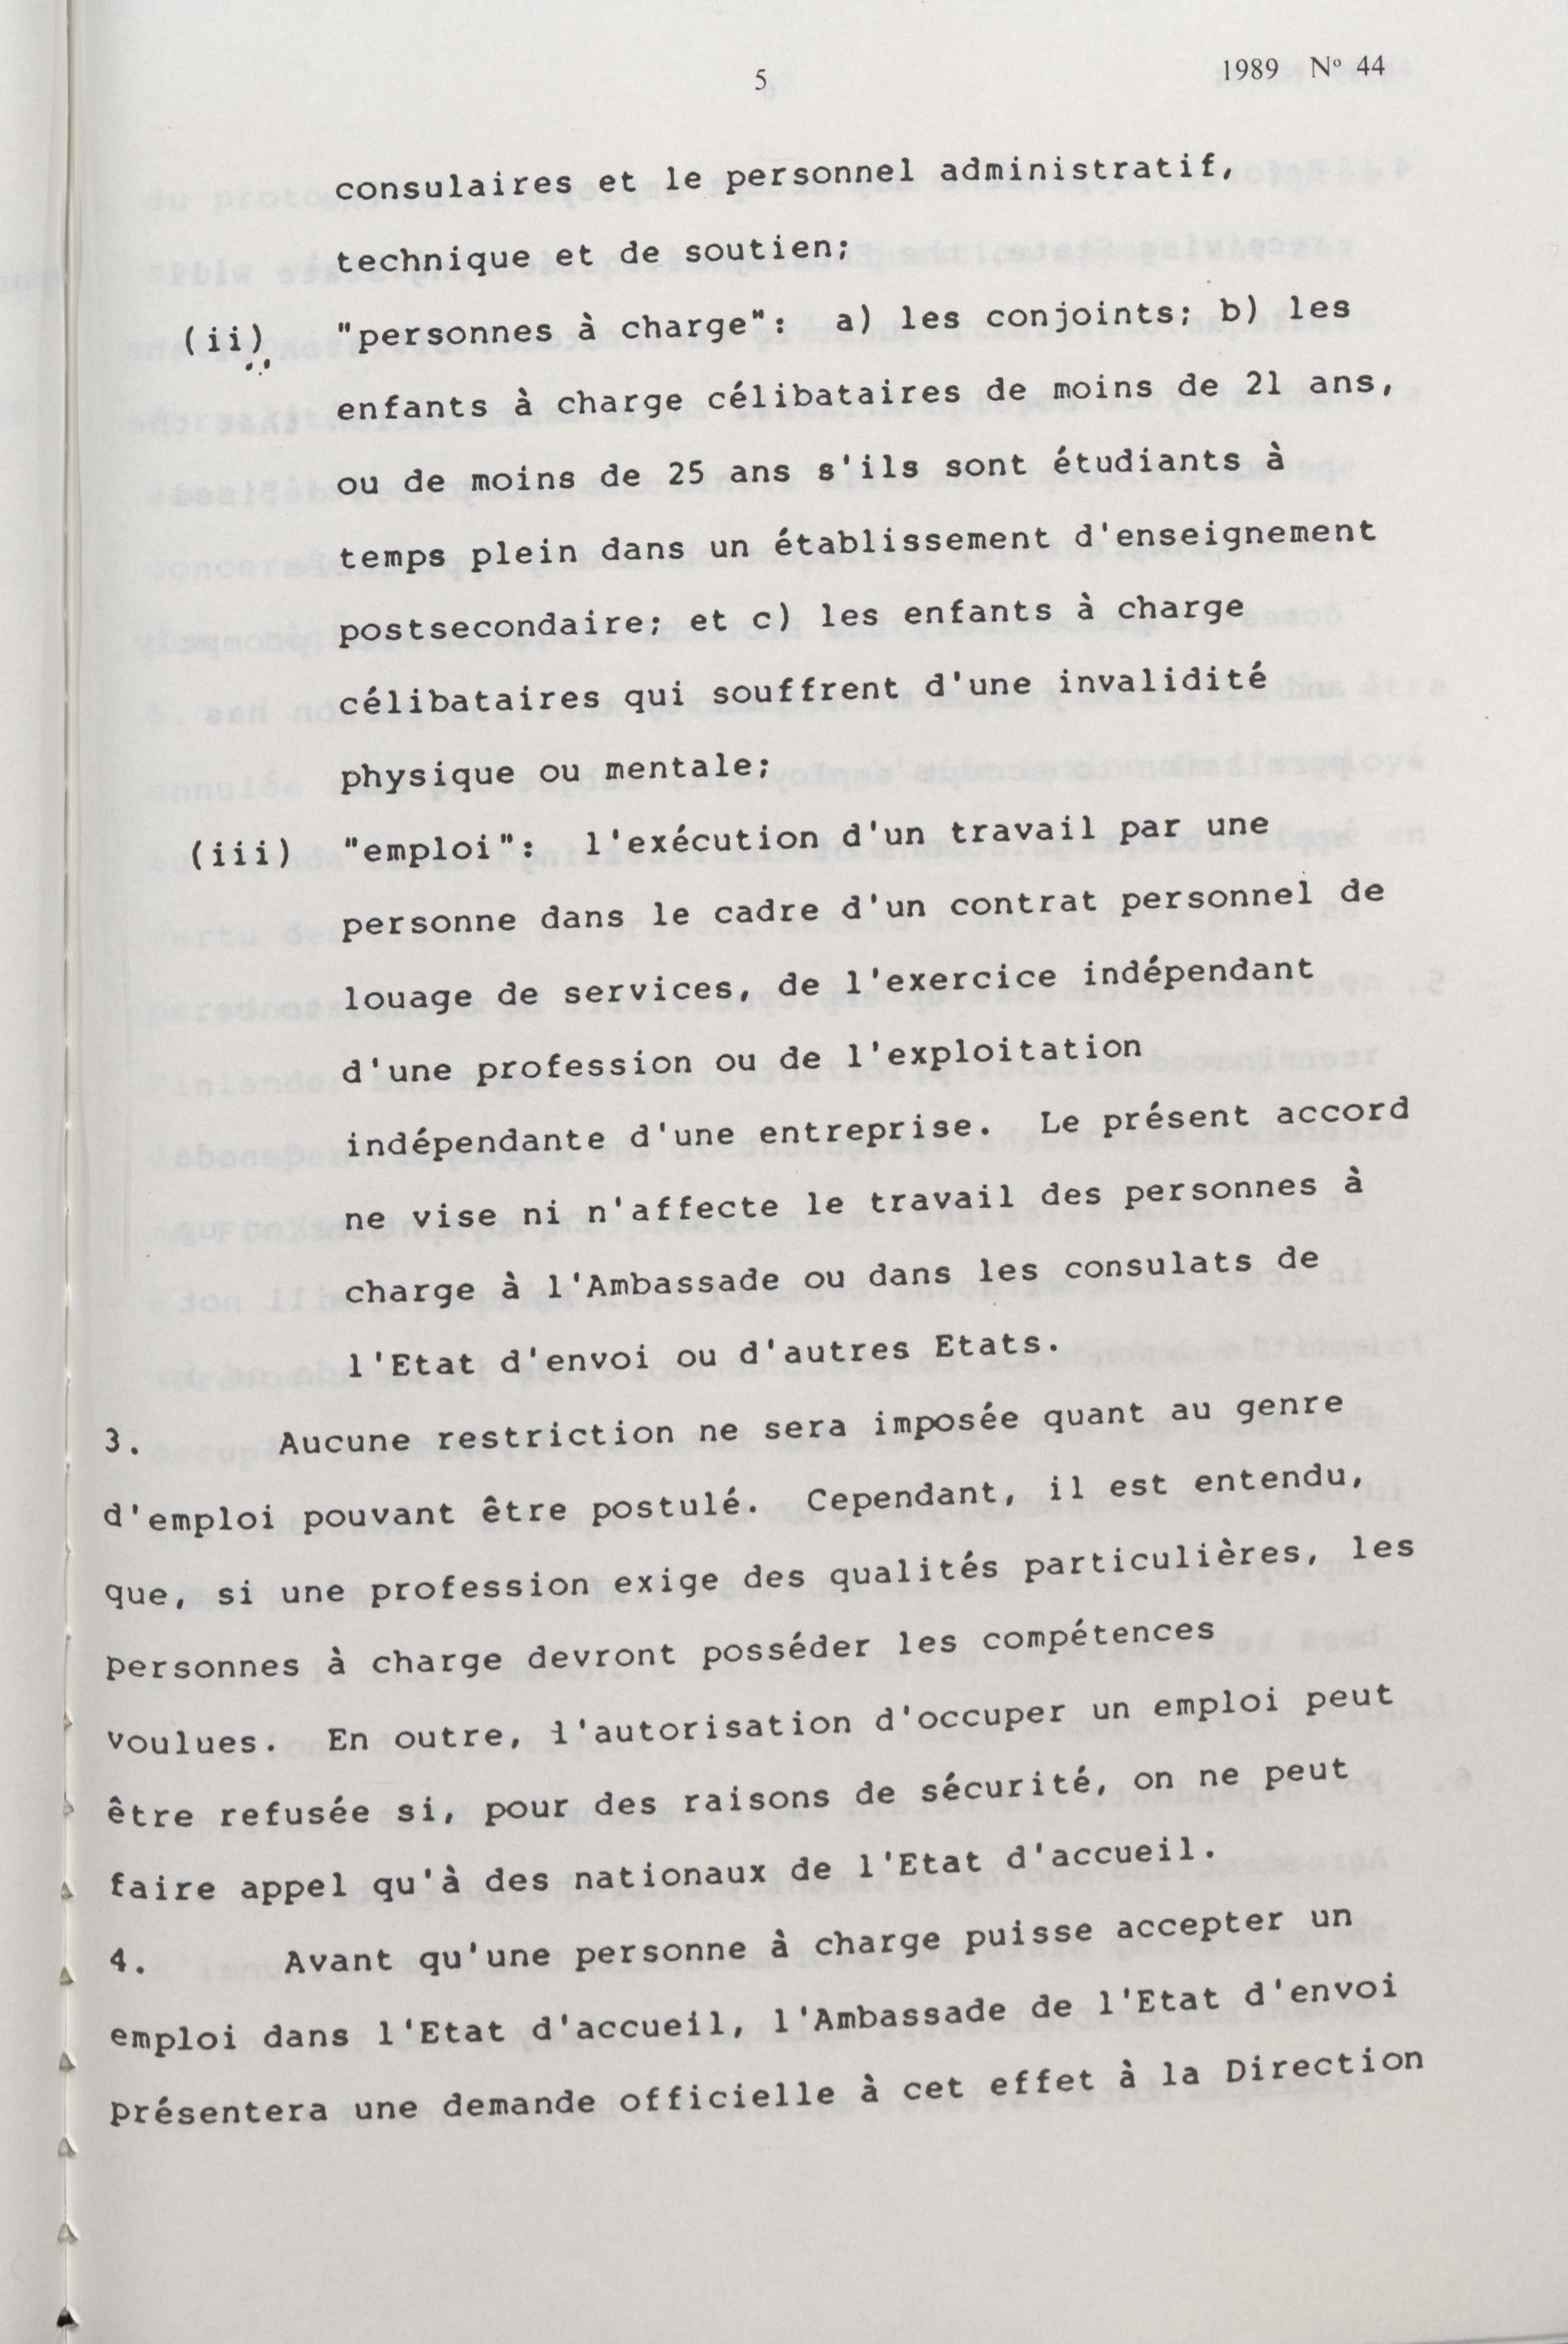 5
1989 Nº 44
consulaires et le personnel administratif,
technique et de soutien;
(ii) "personnes à charge": a) les conjoints; b) les
enfants à charge célibataires de moins de 21 ans,
ou de moins de 25 ans s'ils sont étudiants à
temps plein dans un établissement d'enseignement
postsecondaire; et c) les enfants à charge
célibataires qui souffrent d'une invalidité
physique ou mentale;
(iii) "emploi": l'exécution d'un travail par une
personne dans le cadre d'un contrat personnel de
louage de services, de l'exercice indépendant
d'une profession ou de l'exploitation
indépendante d'une entreprise. Le présent accord
ne vise ni n'affecte le travail des personnes à
charge à l'Ambassade ou dans les consulats de
l'Etat d'envoi ou d'autres Etats.
3. Aucune restriction ne sera imposée quant au genre
d'emploi pouvant être postulé. Cependant, il est entendu,
que, si une profession exige des qualités particulières, les
personnes à charge devront posséder les compétences
voulues. En outre, l'autorisation d'occuper un emploi peut
être refusée si, pour des raisons de sécurité, on ne peut
faire appel qu'à des nationaux de l'Etat d'accueil.
4. Avant qu'une personne à charge puisse accepter un
emploi dans l'Etat d'accueil, l'Ambassade de l'Etat d'envoi
présentera une demande officielle à cet effet à la Direction